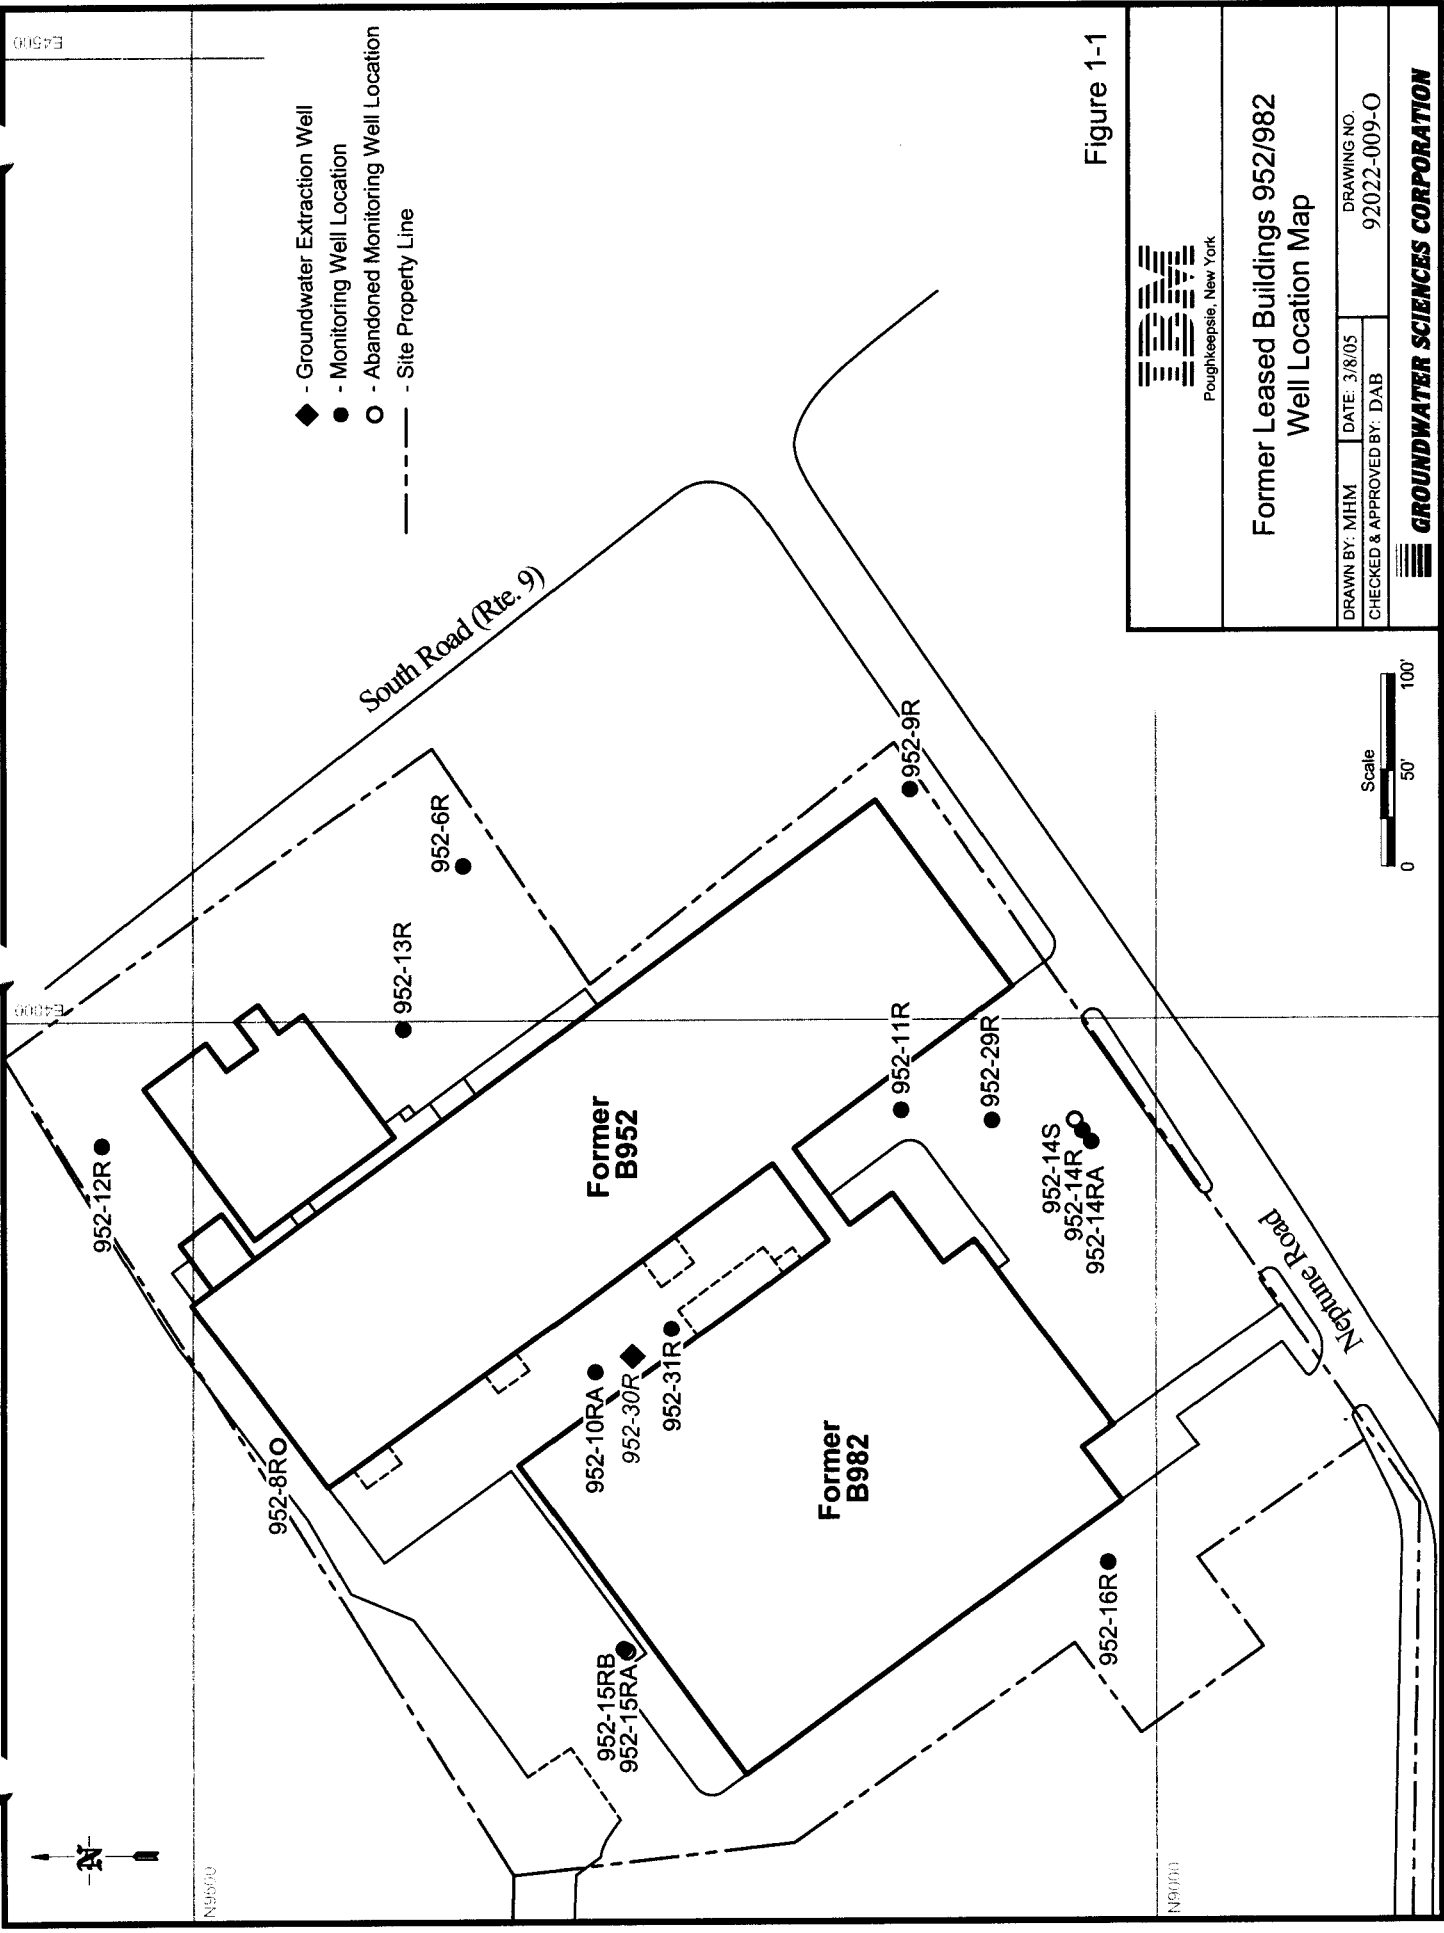 E4500
- Groundwater Extraction Well
- Monitoring Well Location
- Abandoned Monitoring Well Location
- Site Property Line
South Road (Rte. 9)
E4000
N
N9500
N9000
952-12R
952-13R
952-6R
952-9R
952-8R
Former
B952
952-11R
952-29R
952-14S
952-14R
952-14RA
952-10RA
952-30R
952-31R
952-15RB
952-15RA
Former
B982
952-16R
Neptune Road
Scale
0 50' 100'
Figure 1-1
IBM
Poughkeepsie, New York
Former Leased Buildings 952/982
Well Location Map
DRAWN BY: MHM
DATE: 3/8/05
DRAWING NO.
92022-009-O
CHECKED & APPROVED BY: DAB
GROUNDWATER SCIENCES CORPORATION